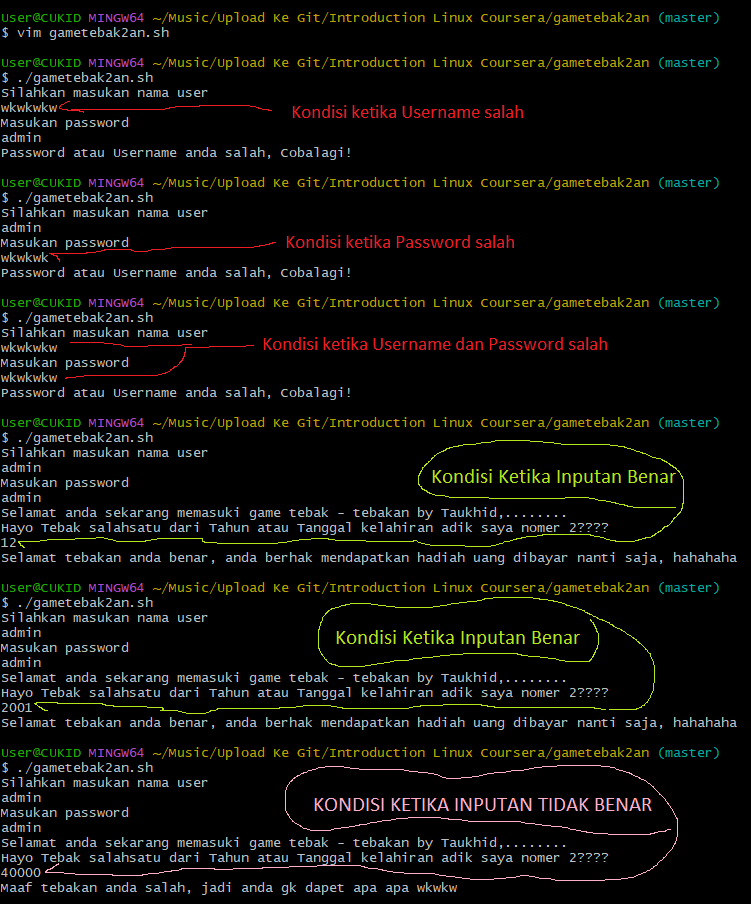 User@CUKID MINGW64 ~/Music/Upload Ke Git/Introduction Linux Coursera/gametebak2an (master)
$ vim gametebak2an.sh
User@CUKID MINGW64 ~/Music/Upload Ke Git/Introduction Linux Coursera/gametebak2an (master)
$ ./gametebak2an.sh
Silahkan masukan nama user
wkwkwkw
Kondisi ketika Username salah
Masukan password
admin
Password atau Username anda salah, Cobalagi!
User@CUKID MINGW64 ~/Music/Upload Ke Git/Introduction Linux Coursera/gametebak2an (master)
$ ./gametebak2an.sh
Silahkan masukan nama user
admin
Masukan password
Kondisi ketika Password salah
wkwkwk
Password atau Username anda salah, Cobalagi!
User@CUKID MINGW64 ~/Music/Upload Ke Git/Introduction Linux Coursera/gametebak2an (master)
$ ./gametebak2an.sh
Silahkan masukan nama user
wkwkwkw
Kondisi ketika Username dan Password salah
Masukan password
wkwkwkw
Password atau Username anda salah, Cobalagi!
User@CUKID MINGW64 ~/Music/Upload Ke Git/Introduction Linux Coursera/gametebak2an (master)
$ ./gametebak2an.sh
Silahkan masukan nama user
admin
Kondisi Ketika Inputan Benar
Masukan password
admin
Selamat anda sekarang memasuki game tebak - tebakan by Taukhid,........
Hayo Tebak salahsatu dari Tahun atau Tanggal kelahiran adik saya nomer 2????
12
Selamat tebakan anda benar, anda berhak mendapatkan hadiah uang dibayar nanti saja, hahahaha
User@CUKID MINGW64 ~/Music/Upload Ke Git/Introduction Linux Coursera/gametebak2an (master)
$ ./gametebak2an.sh
Silahkan masukan nama user
admin
Kondisi Ketika Inputan Benar
Masukan password
admin
Selamat anda sekarang memasuki game tebak - tebakan by Taukhid,........
Hayo Tebak salahsatu dari Tahun atau Tanggal kelahiran adik saya nomer 2????
2001
Selamat tebakan anda benar, anda berhak mendapatkan hadiah uang dibayar nanti saja, hahahaha
User@CUKID MINGW64 ~/Music/Upload Ke Git/Introduction Linux Coursera/gametebak2an (master)
$ ./gametebak2an.sh
Silahkan masukan nama user
admin
KONDISI KETIKA INPUTAN TIDAK BENAR
Masukan password
admin
Selamat anda sekarang memasuki game tebak - tebakan by Taukhid,........
Hayo Tebak salahsatu dari Tahun atau Tanggal kelahiran adik saya nomer 2????
40000
Maaf tebakan anda salah, jadi anda gk dapet apa apa wkwkw